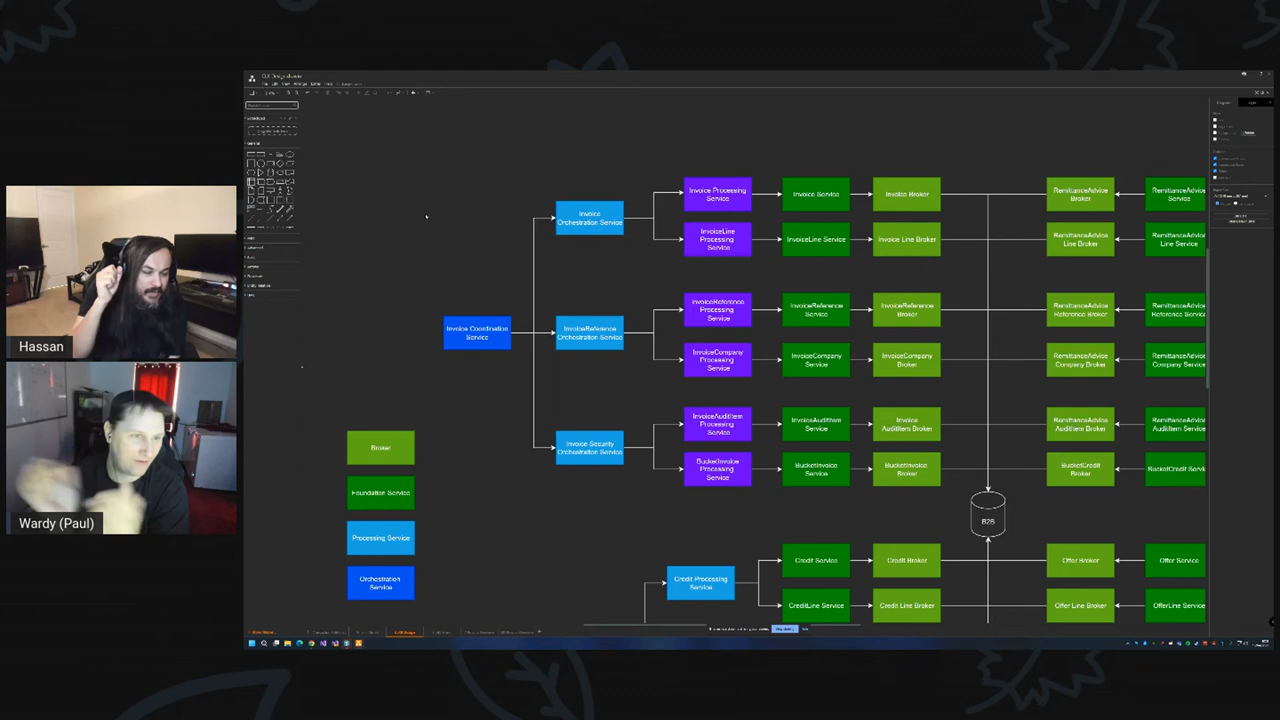 Hassan
Wardy (Paul)
Invoice Coordination
Service
Invoice
Orchestration Service
InvoiceReference
Orchestration Service
Invoice Security
Orchestration Service
Invoice Processing
Service
InvoiceLine
Processing
Service
InvoiceReference
Processing
Service
InvoiceCompany
Processing
Service
InvoiceAuditItem
Processing
Service
BucketInvoice
Processing
Service
Invoice Service
InvoiceLine Service
InvoiceReference
Service
InvoiceCompany
Service
InvoiceAuditItem
Service
BucketInvoice
Service
Invoice Broker
Invoice Line Broker
InvoiceReference
Broker
InvoiceCompany
Broker
Invoice
AuditItem Broker
BucketInvoice
Broker
RemittanceAdvice
Broker
RemittanceAdvice
Line Broker
RemittanceAdvice
Reference Broker
RemittanceAdvice
Company Broker
RemittanceAdvice
AuditItem Broker
BucketCredit
Broker
RemittanceAdvice
Service
RemittanceAdvice
Line Service
RemittanceAdvice
Reference Service
RemittanceAdvice
Company Service
RemittanceAdvice
AuditItem Service
BucketCredit Servic
B2B
Broker
Foundation Service
Processing Service
Orchestration
Service
Credit Processing
Service
Credit Service
CreditLine Service
Credit Broker
Credit Line Broker
Offer Broker
Offer Line Broker
Offer Service
OfferLine Service